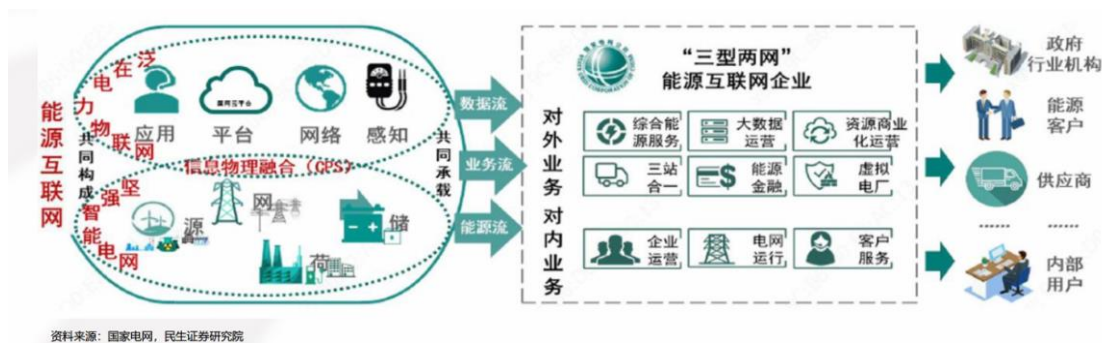 能源互联网
泛在电力物联网
应用
平台
网络
感知
国网云平台
共同构成
共同承载
信息物理融合（CPS）
坚强智能电网
源
网
荷
储
数据流
业务流
能源流
“三型两网”
能源互联网企业
对外业务
综合能
源服务
大数据
运营
资源商业
化运营
三站
合一
能源
金融
虚拟
电厂
对内业务
企业
运营
电网
运行
客户
服务
政府
行业机构
能源
客户
供应商
......
内部
用户
资料来源：国家电网，民生证券研究院